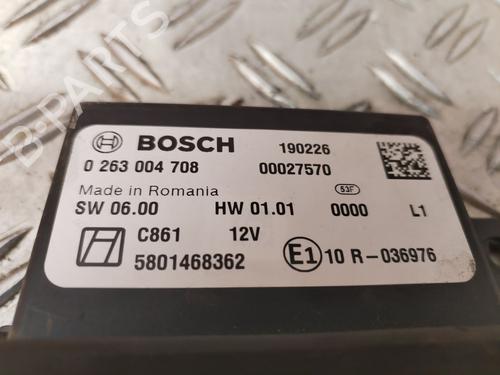 BOSCH 190226
0 263 004 708 00027570
Made in Romania 53F
SW 06.00 HW 01.01 0000 L1
C861 12V
5801468362 E1 10 R-036976
B-PARTS